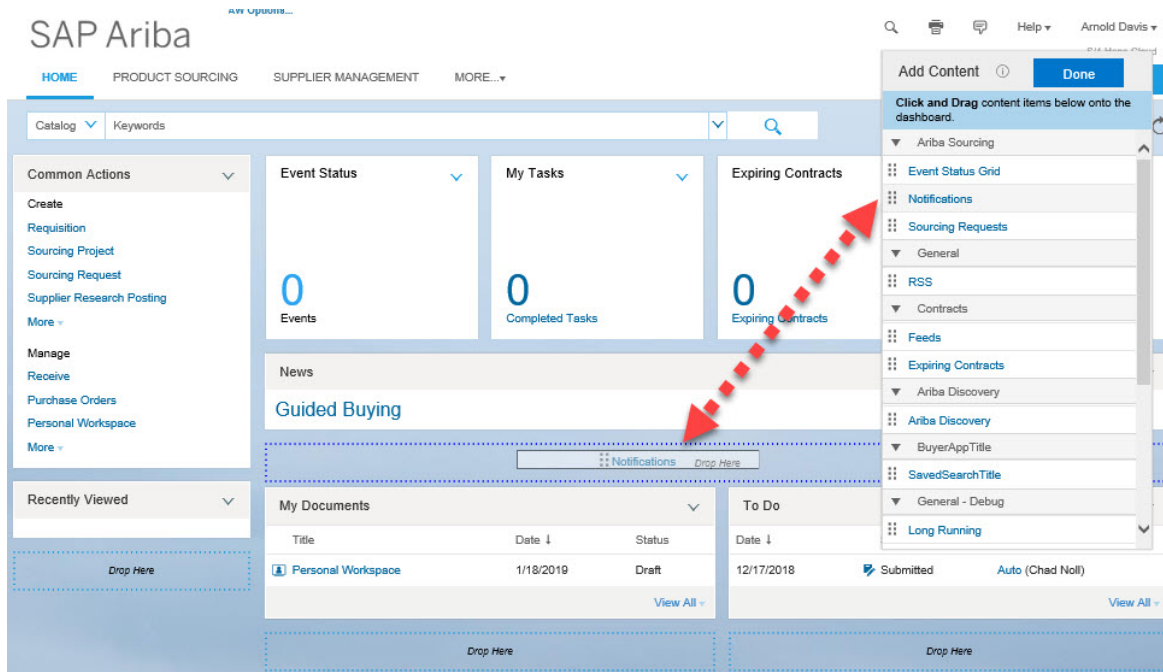 AW Options...
SAP Ariba
Help
Arnold Davis
S/4 Hana Cloud
HOME
PRODUCT SOURCING
SUPPLIER MANAGEMENT
MORE...
Add Content
Done
Click and Drag content items below onto the
dashboard.
Ariba Sourcing
Event Status Grid
Notifications
Sourcing Requests
General
RSS
Contracts
Feeds
Expiring Contracts
Ariba Discovery
Ariba Discovery
BuyerAppTitle
SavedSearchTitle
General - Debug
Long Running
Catalog
Keywords
Common Actions
Create
Requisition
Sourcing Project
Sourcing Request
Supplier Research Posting
More
Manage
Receive
Purchase Orders
Personal Workspace
More
Recently Viewed
Drop Here
Event Status
0
Events
My Tasks
0
Completed Tasks
Expiring Contracts
0
Expiring Contracts
News
Guided Buying
Notifications Drop Here
My Documents
Title Date ↓ Status
Personal Workspace 1/18/2019 Draft
View All
Drop Here
To Do
Date ↓
12/17/2018 Submitted Auto (Chad Noll)
View All
Drop Here